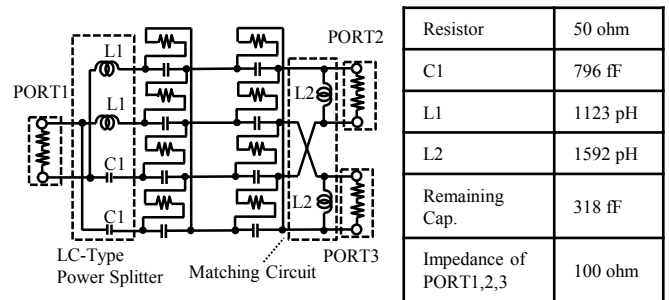 PORT1
L1
L1
C1
C1
LC-Type
Power Splitter
Matching Circuit
L2
L2
PORT2
PORT3
Resistor 50 ohm
C1 796 fF
L1 1123 pH
L2 1592 pH
Remaining
Cap. 318 fF
Impedance of
PORT1,2,3 100 ohm